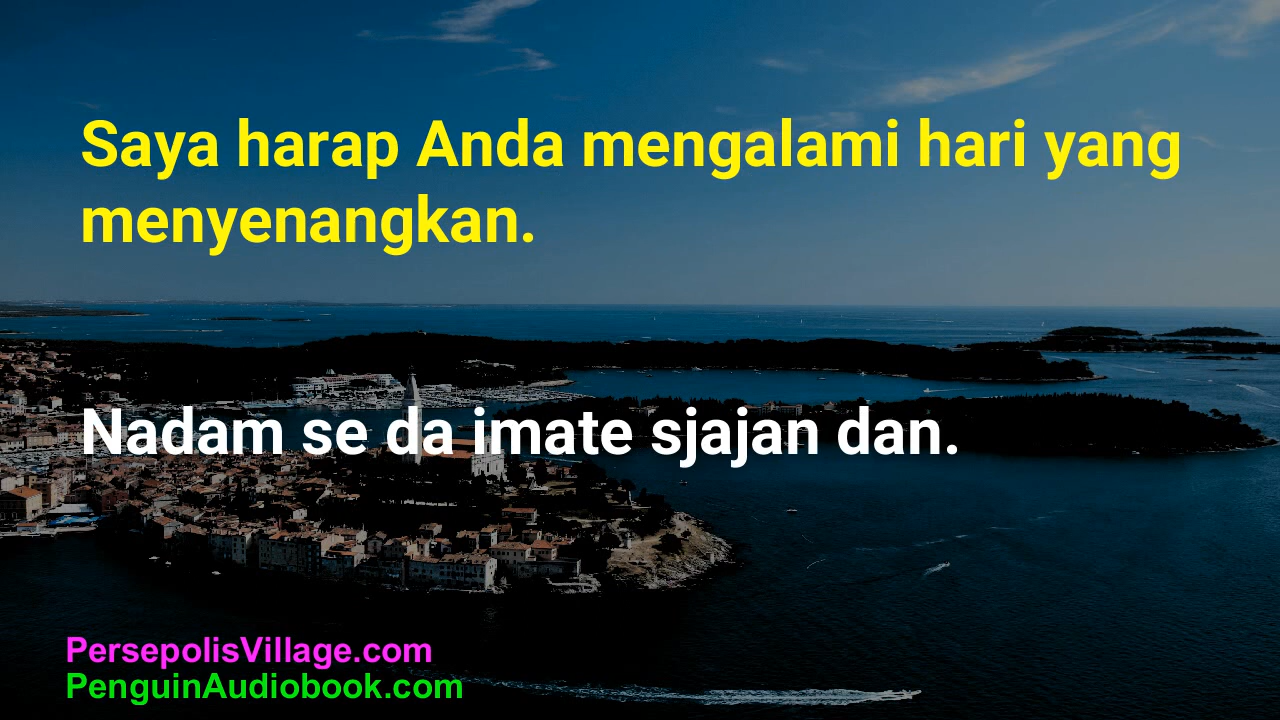 Saya harap Anda mengalami hari yang
menyenangkan.
Nadam se da imate sjajan dan.
PersepolisVillage.com
PenguinAudiobook.com